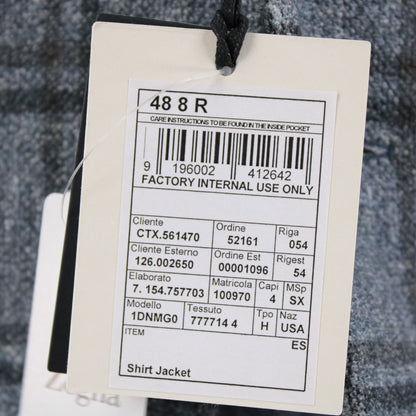 48 8 R
CARE INSTRUCTIONS TO BE FOUND IN THE INSIDE POCKET
9 196002 412642
FACTORY INTERNAL USE ONLY
Cliente Ordine Riga
CTX.561470 52161 054
Cliente Esterno Ordine Est Rigest
126.002650 00001096 54
Elaborato Matricola Capi MSp
7. 154.757703 100970 4 SX
Modello Tessuto Tpo Naz
1DNMG0 777714 4 H USA
ITEM ES
Shirt Jacket
Zegna